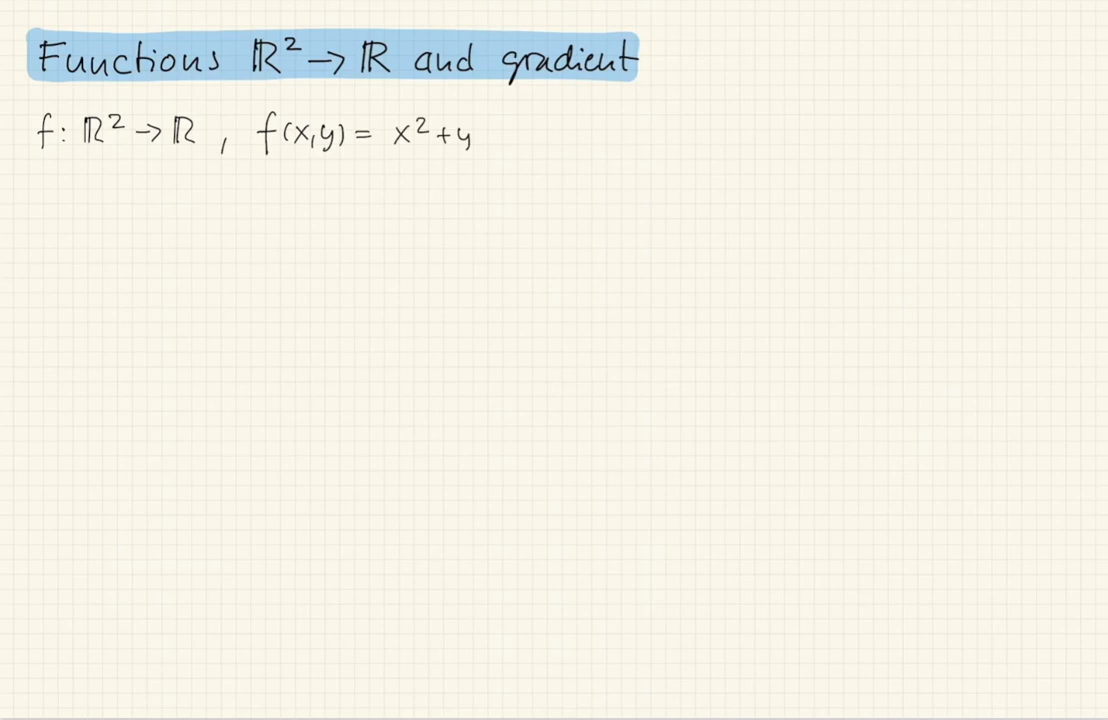 Functions ℝ² → ℝ and gradient
f: ℝ² → ℝ , f(x,y) = x² + y